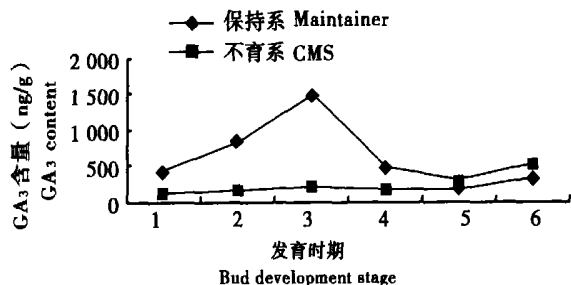 保持系 Maintainer
不育系 CMS
GA₃含量（ng/g）
GA₃ content
2 000
1 500
1 000
500
0
1 2 3 4 5 6
发育时期
Bud development stage